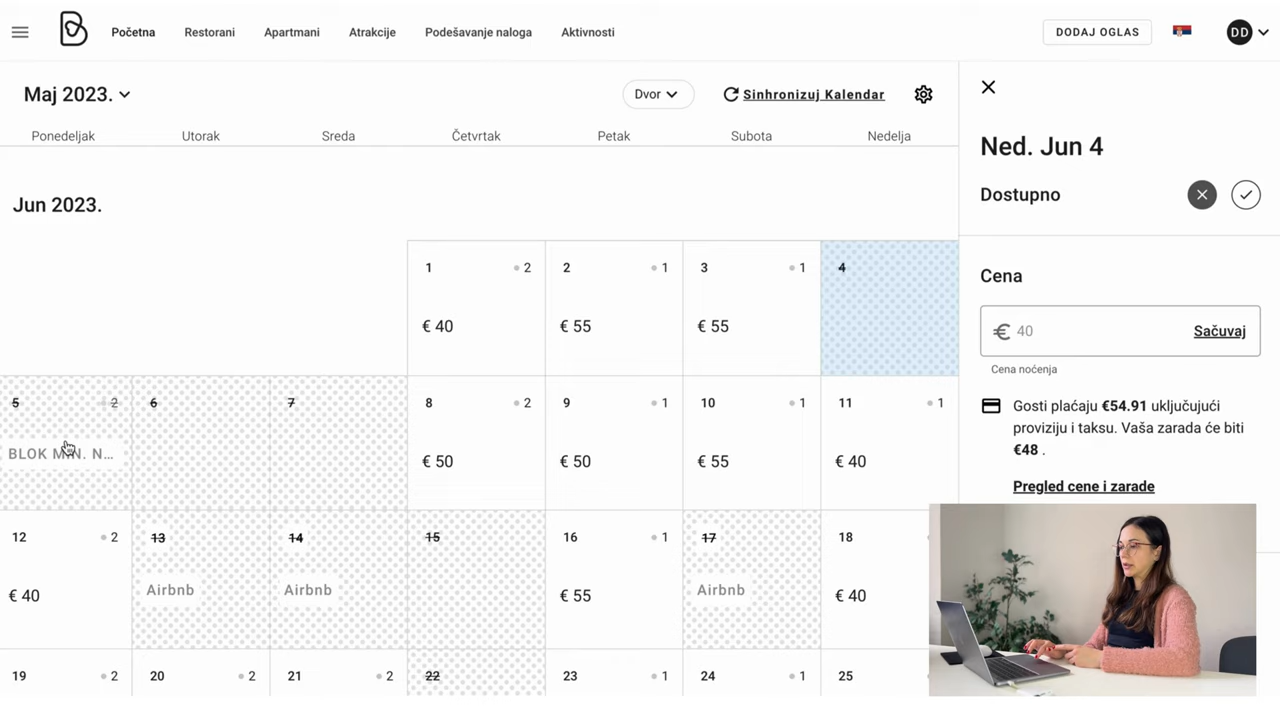 Početna Restorani Apartmani Atrakcije Podešavanje naloga Aktivnosti DODAJ OGLAS DD
Maj 2023. Dvor Sinhronizuj Kalendar
Ponedeljak Utorak Sreda Četvrtak Petak Subota Nedelja
Jun 2023.
1 2 2 1 3 1 4
€ 40 € 55 € 55
5 2 6 7 8 2 9 1 10 1 11 1
BLOK MIN. N... € 50 € 50 € 55 € 40
12 2 13 14 15 16 1 17 18
€ 40 Airbnb Airbnb € 55 Airbnb € 40
19 2 20 2 21 2 22 23 1 24 1 25
Ned. Jun 4
Dostupno
Cena
€ 40 Sačuvaj
Cena noćenja
Gosti plaćaju €54.91 uključujući
proviziju i taksu. Vaša zarada će biti
€48 .
Pregled cene i zarade